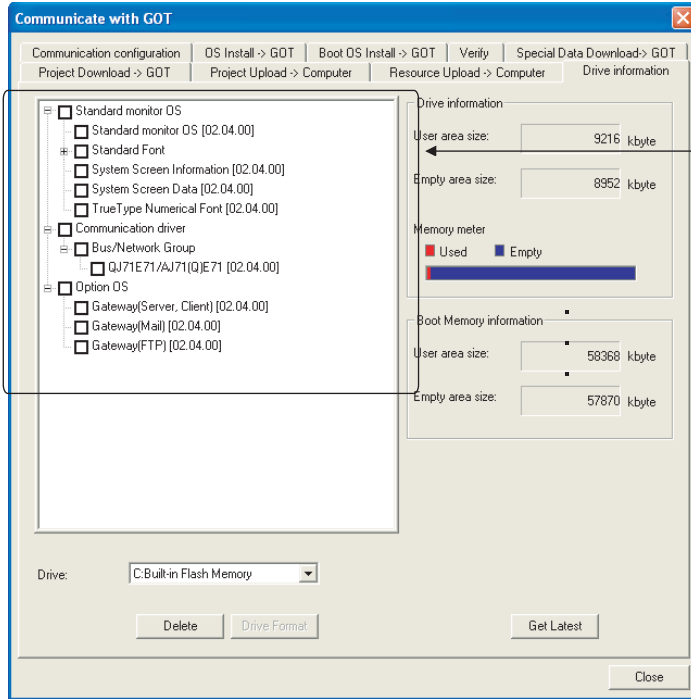 Communicate with GOT
Communication configuration OS Install -> GOT Boot OS Install -> GOT Verify Special Data Download-> GOT
Project Download -> GOT Project Upload -> Computer Resource Upload -> Computer Drive information
Standard monitor OS
Standard monitor OS [02.04.00]
Standard Font
System Screen Information [02.04.00]
System Screen Data [02.04.00]
TrueType Numerical Font [02.04.00]
Communication driver
Bus/Network Group
QJ71E71/AJ71(Q)E71 [02.04.00]
Option OS
Gateway(Server, Client) [02.04.00]
Gateway(Mail) [02.04.00]
Gateway(FTP) [02.04.00]
Drive information
User area size: 9216 kbyte
Empty area size: 8952 kbyte
Memory meter
Used Empty
Boot Memory information
User area size: 58368 kbyte
Empty area size: 57870 kbyte
Drive: C:Built-in Flash Memory
Delete Drive Format Get Latest
Close